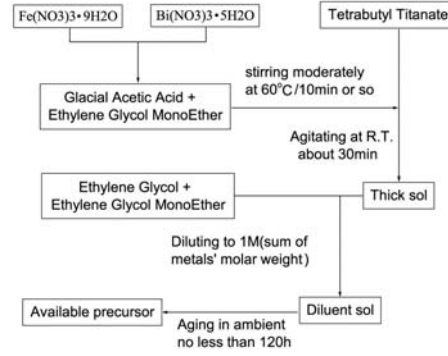 Fe(NO3)3•9H2O
Bi(NO3)3•5H2O
Tetrabutyl Titanate
Glacial Acetic Acid +
Ethylene Glycol MonoEther
stirring moderately
at 60°C/10min or so
Agitating at R.T.
about 30min
Ethylene Glycol +
Ethylene Glycol MonoEther
Thick sol
Diluting to 1M(sum of
metals' molar weight)
Available precursor
Diluent sol
Aging in ambient
no less than 120h